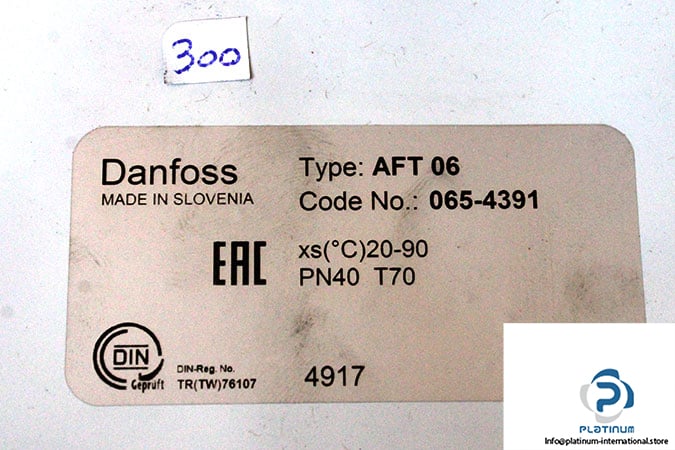 300
Danfoss
MADE IN SLOVENIA
Type: AFT 06
Code No.: 065-4391
EAC
xs(°C)20-90
PN40 T70
DIN
Geprüft
DIN-Reg. No.
TR(TW)76107
4917
PLATINUM
Info@platinum-international.store